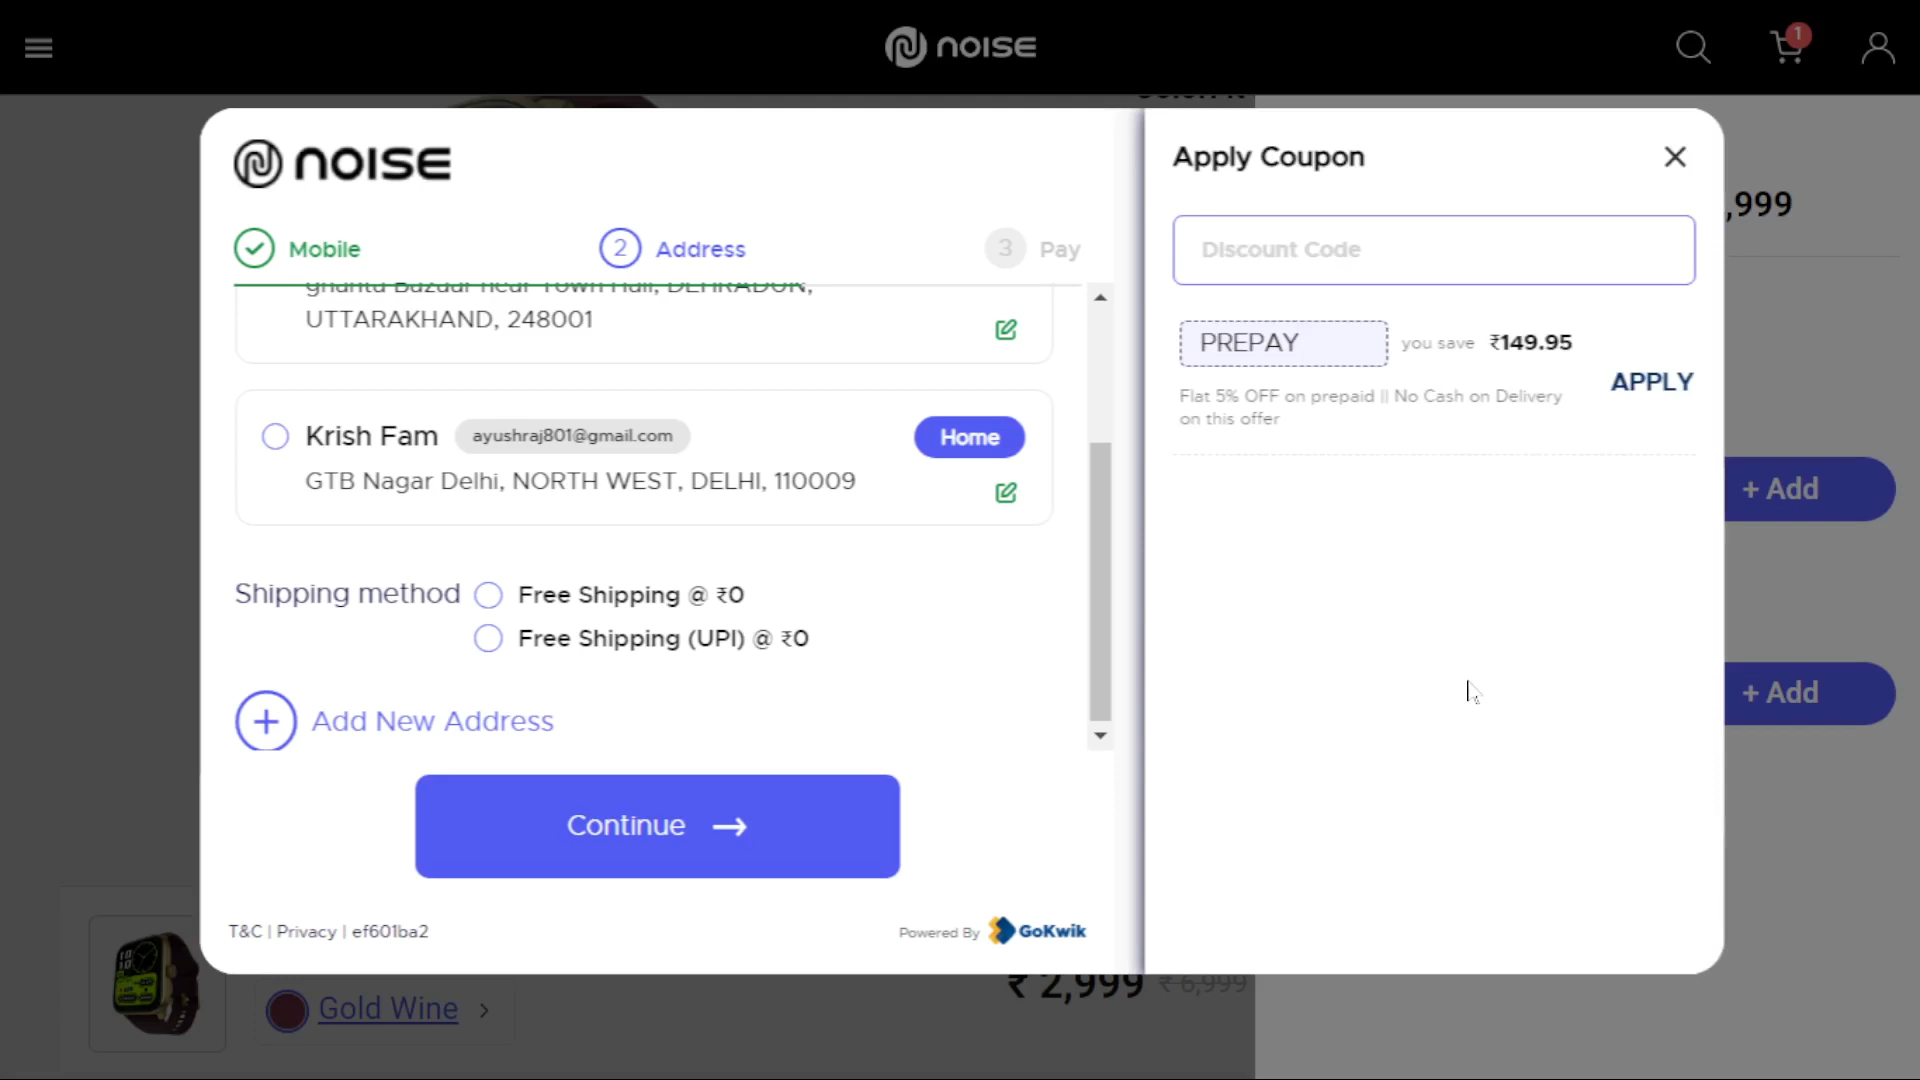 NOISE
1
NOISE
Mobile
2 Address
3 Pay
UTTARAKHAND, 248001
Krish Fam
ayushraj801@gmail.com
Home
GTB Nagar Delhi, NORTH WEST, DELHI, 110009
Shipping method
Free Shipping @ ₹0
Free Shipping (UPI) @ ₹0
Add New Address
Continue →
T&C | Privacy | ef601ba2
Powered By GoKwik
Apply Coupon
Discount Code
PREPAY you save ₹149.95
APPLY
Flat 5% OFF on prepaid || No Cash on Delivery
on this offer
,999
+ Add
+ Add
Gold Wine >
₹ 2,999 ₹ 6,999